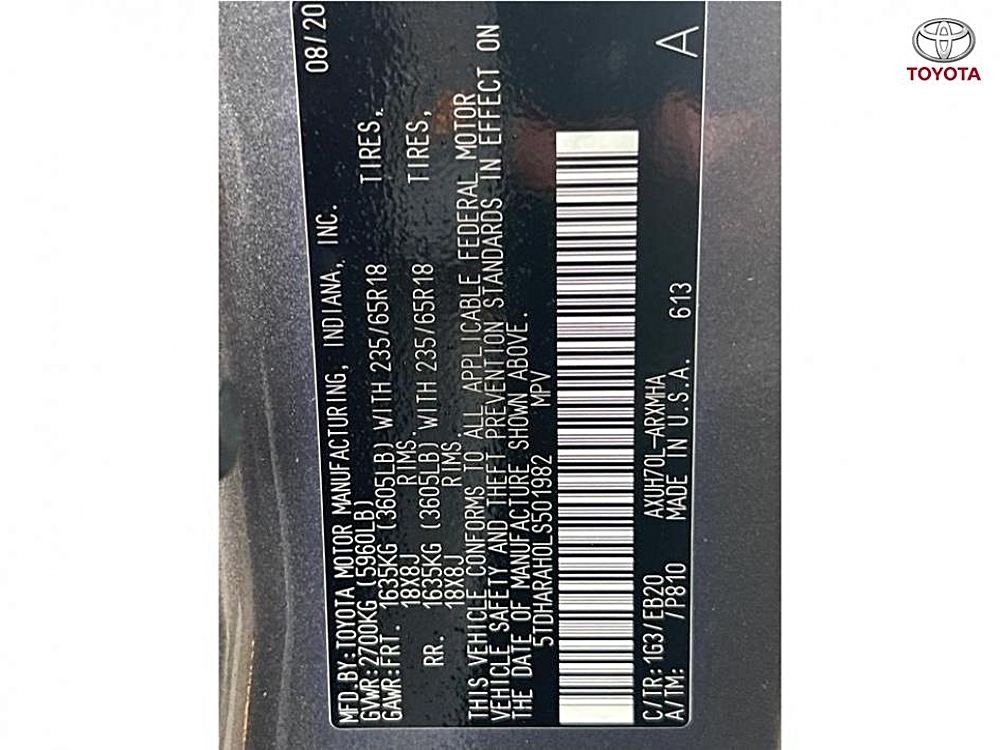 TOYOTA
MFD.BY:TOYOTA MOTOR MANUFACTURING, INDIANA, INC. 08/20
GVWR:2700KG (5960LB)
GAWR:FRT. 1635KG (3605LB) WITH 235/65R18 TIRES,
18X8J RIMS.
RR. 1635KG (3605LB) WITH 235/65R18 TIRES,
18X8J RIMS.
THIS VEHICLE CONFORMS TO ALL APPLICABLE FEDERAL MOTOR
VEHICLE SAFETY AND THEFT PREVENTION STANDARDS IN EFFECT ON
THE DATE OF MANUFACTURE SHOWN ABOVE.
5TDHARAH0LS501982 MPV
C/TR:1G3/EB20 AXUH70L-ARXMHA
A/TM: /P810 MADE IN U.S.A. 613 A